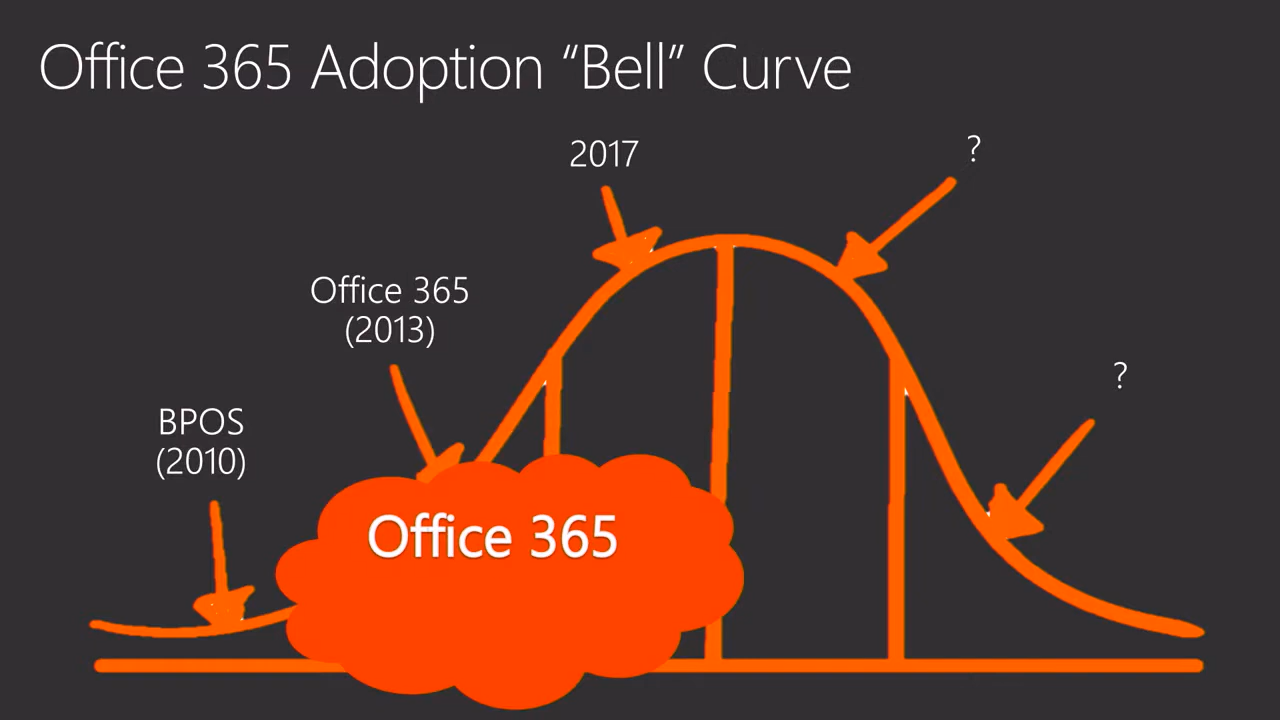 Office 365 Adoption “Bell” Curve
2017
?
Office 365
(2013)
?
BPOS
(2010)
Office 365